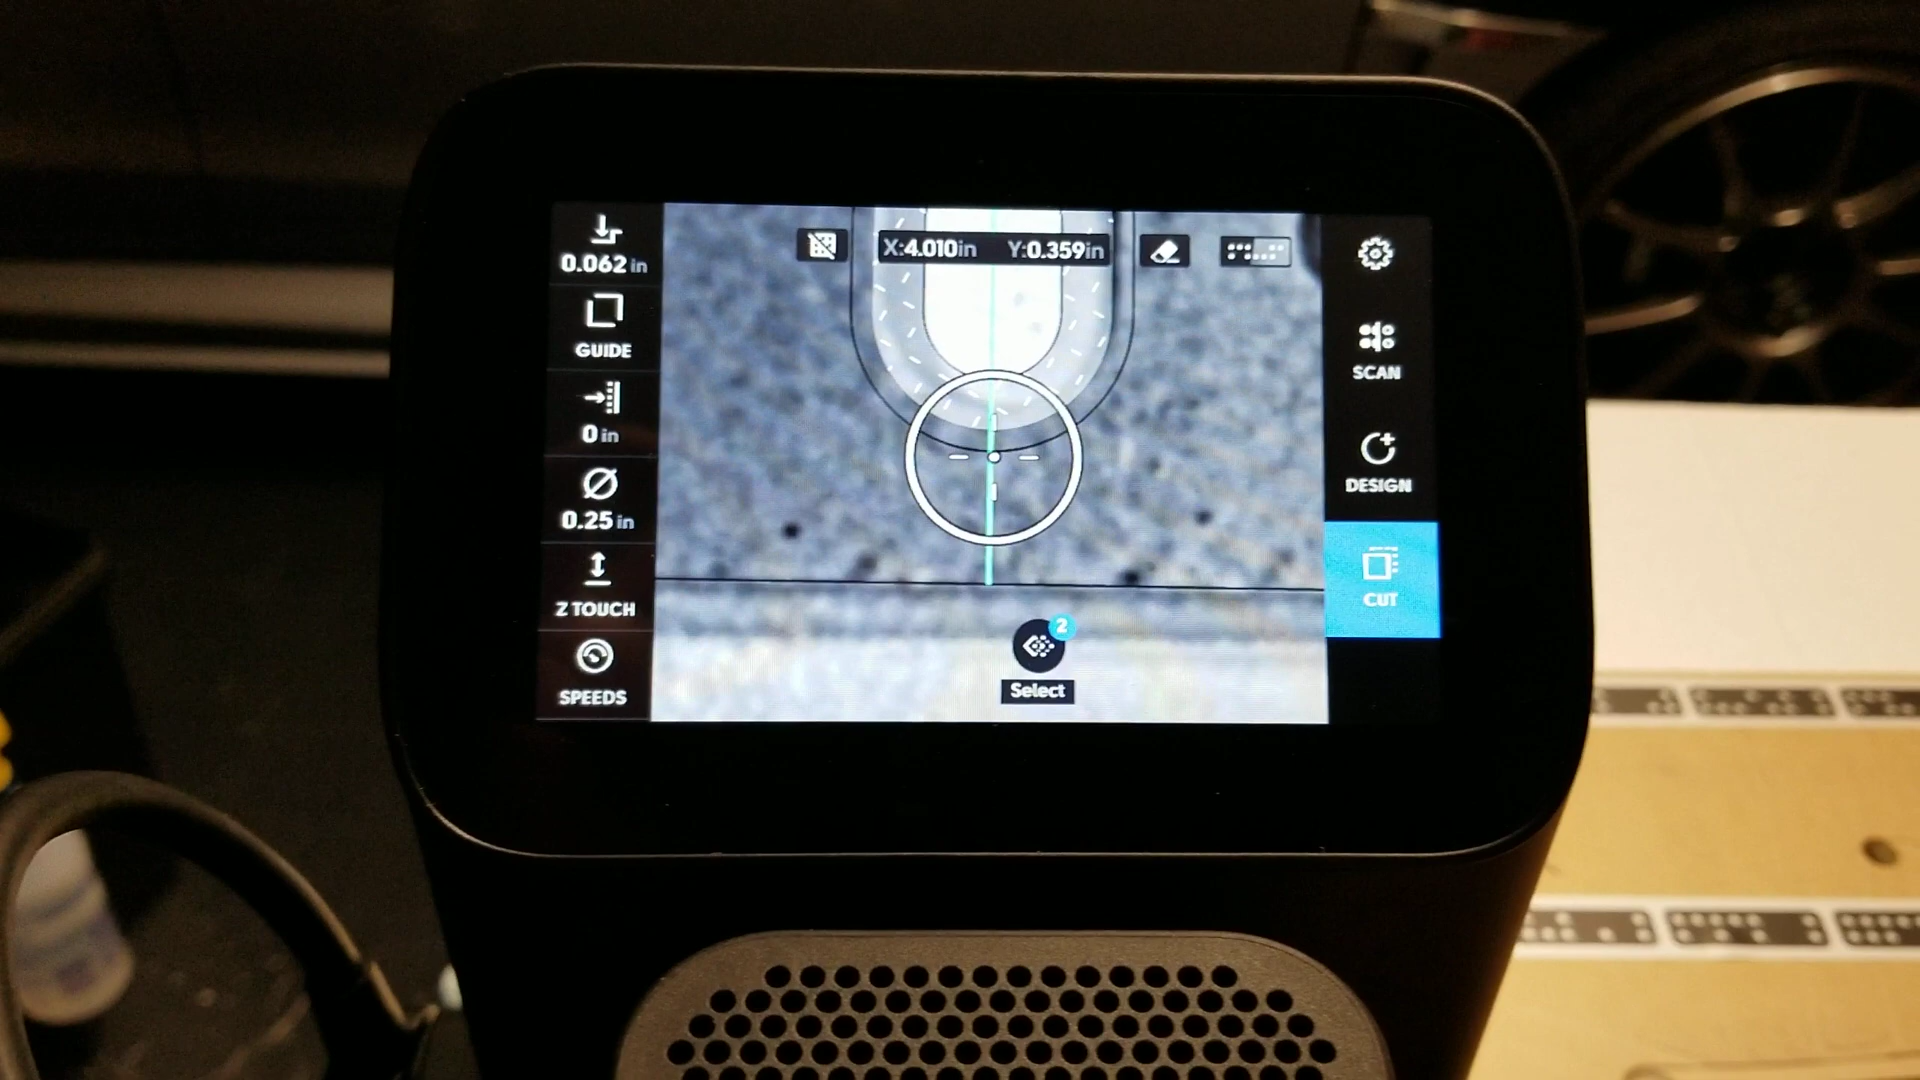 0.062 in
GUIDE
0 in
0.25 in
Z TOUCH
SPEEDS
X:4.010in Y:0.359in
2
Select
SCAN
DESIGN
CUT